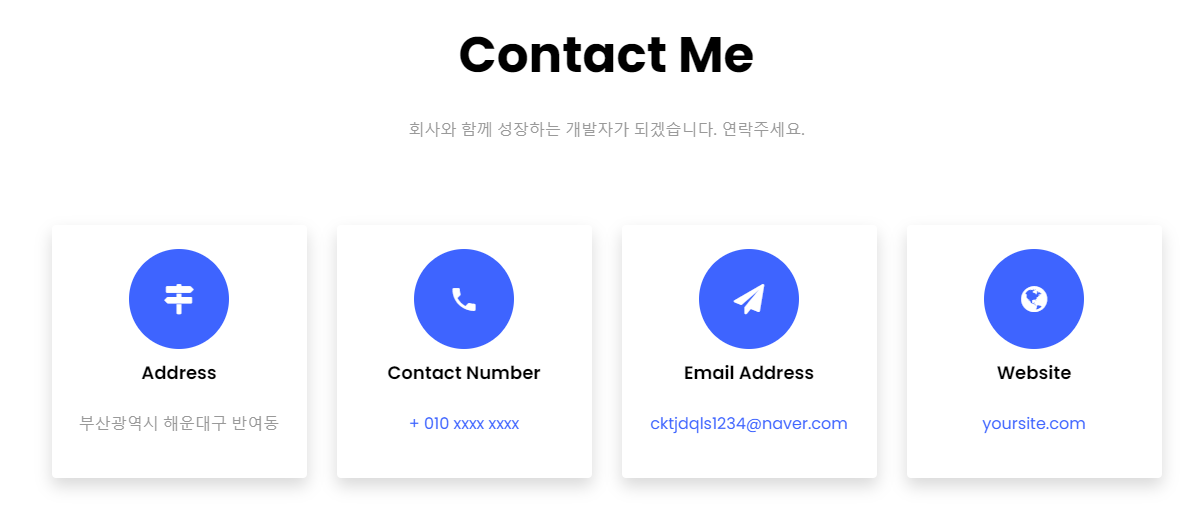 Contact Me
회사와 함께 성장하는 개발자가 되겠습니다. 연락주세요.
Address
부산광역시 해운대구 반여동
Contact Number
+ 010 xxxx xxxx
Email Address
cktjdqls1234@naver.com
Website
yoursite.com